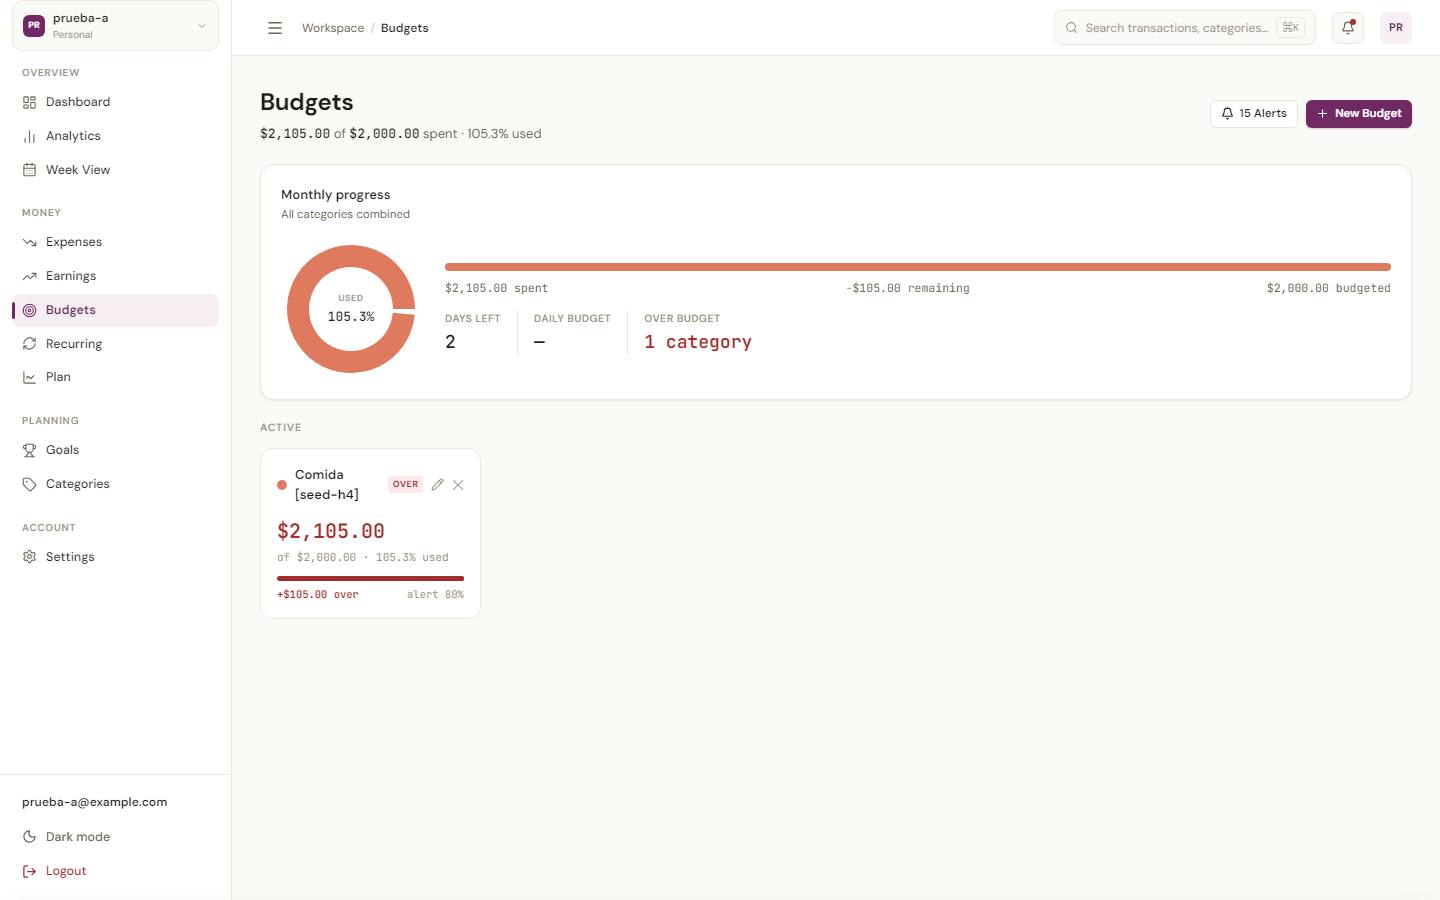 PR
prueba-a
Personal
OVERVIEW
Dashboard
Analytics
Week View
MONEY
Expenses
Earnings
Budgets
Recurring
Plan
PLANNING
Goals
Categories
ACCOUNT
Settings
prueba-a@example.com
Dark mode
Logout
Workspace / Budgets
Search transactions, categories... ⌘K
PR
Budgets
$2,105.00 of $2,000.00 spent · 105.3% used
15 Alerts
+ New Budget
Monthly progress
All categories combined
USED
105.3%
$2,105.00 spent
-$105.00 remaining
$2,000.00 budgeted
DAYS LEFT
2
DAILY BUDGET
—
OVER BUDGET
1 category
ACTIVE
Comida
[seed-h4]
OVER
$2,105.00
of $2,000.00 · 105.3% used
+$105.00 over
alert 80%